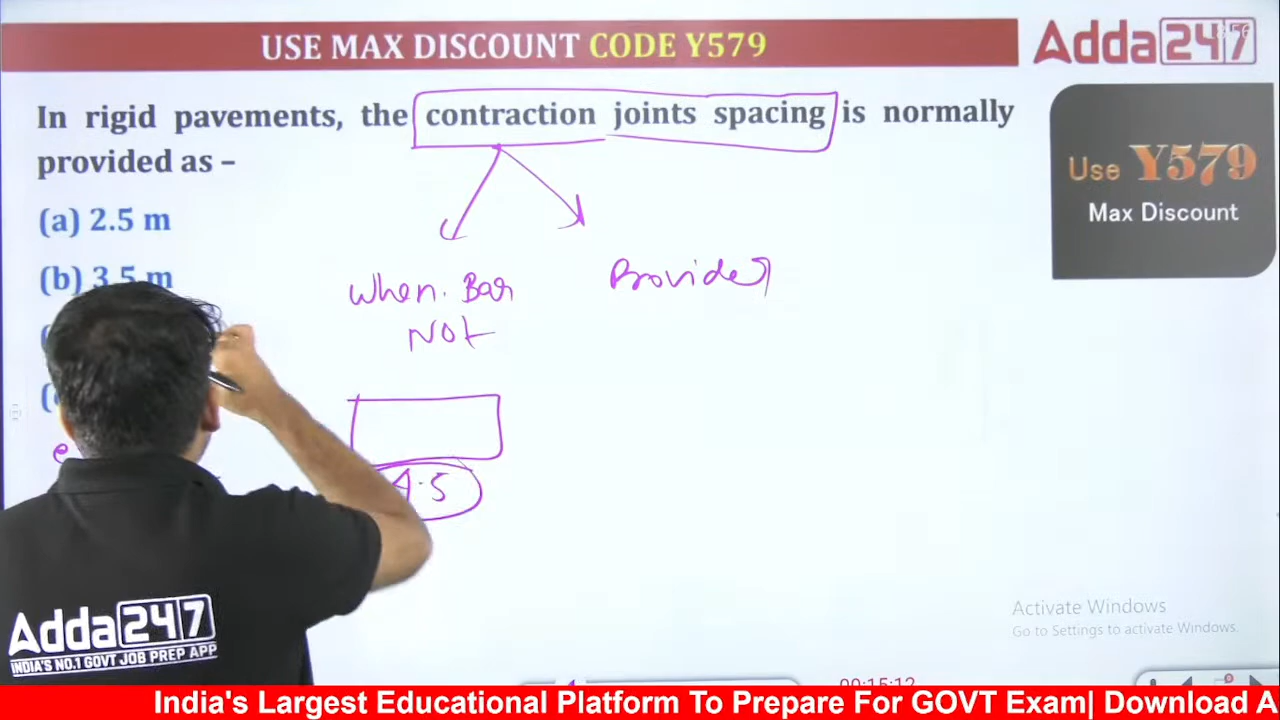 USE MAX DISCOUNT CODE Y579
Adda247
In rigid pavements, the contraction joints spacing is normally
provided as –
(a) 2.5 m
(b) 3.5 m
Use Y579
Max Discount
When. Bar
Not
Provided
4.5
e
Adda247
INDIA'S NO.1 GOVT JOB PREP APP
Activate Windows
Go to Settings to activate Windows.
00:15:12
India's Largest Educational Platform To Prepare For GOVT Exam| Download A